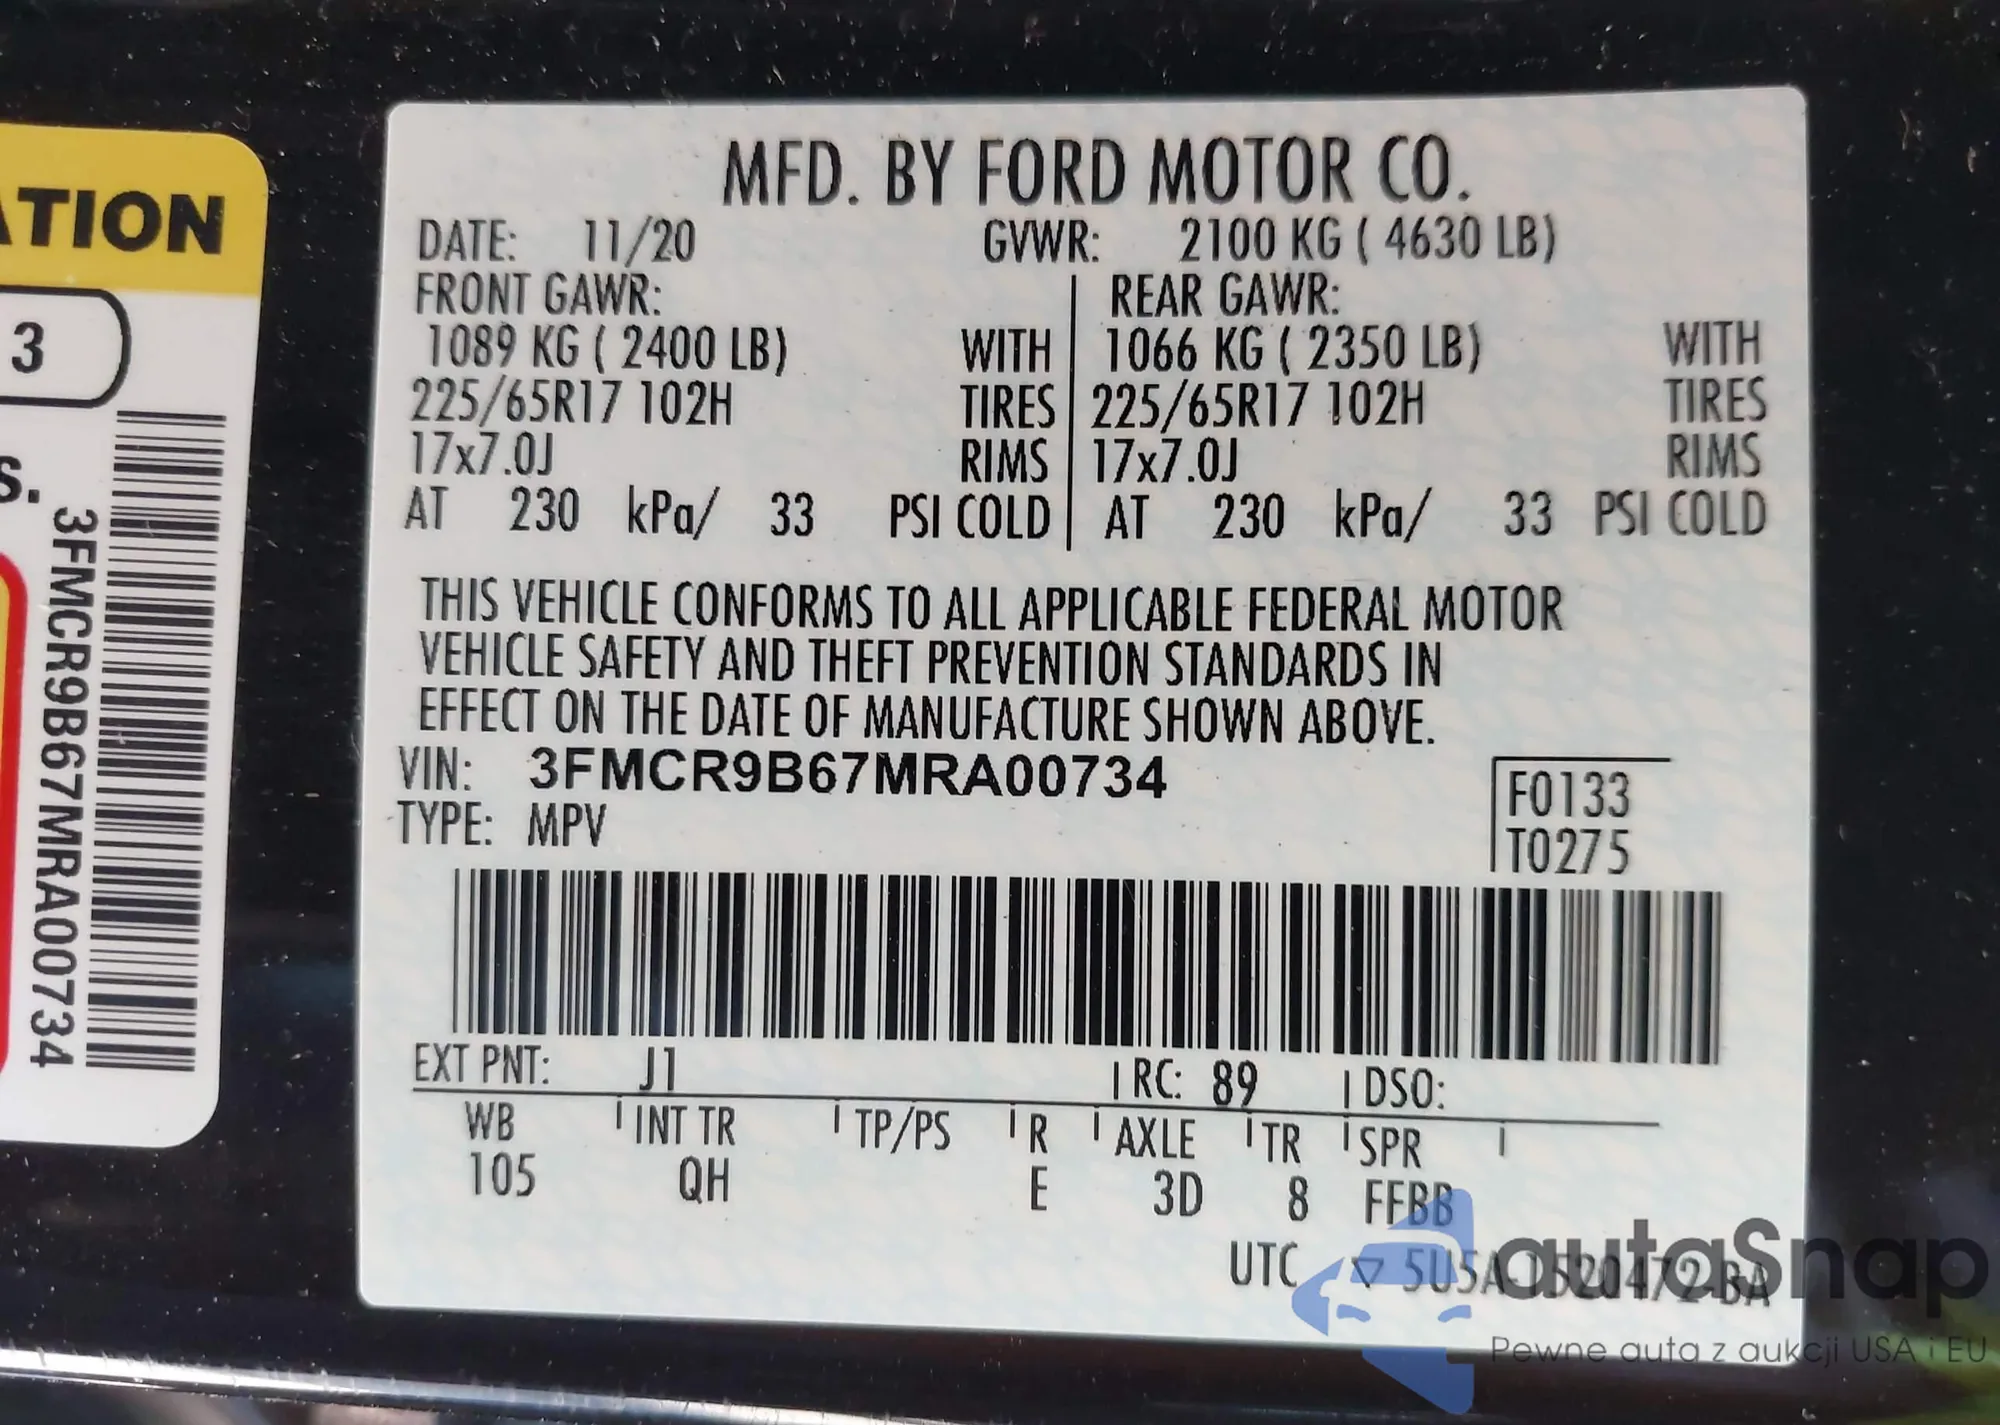 ATION
3
S.
3FMCR9B67MRA00734
MFD. BY FORD MOTOR CO.
DATE: 11/20 GVWR: 2100 KG ( 4630 LB)
FRONT GAWR: REAR GAWR:
1089 KG ( 2400 LB) WITH 1066 KG ( 2350 LB) WITH
225/65R17 102H TIRES 225/65R17 102H TIRES
17x7.0J RIMS 17x7.0J RIMS
AT 230 kPa/ 33 PSI COLD AT 230 kPa/ 33 PSI COLD
THIS VEHICLE CONFORMS TO ALL APPLICABLE FEDERAL MOTOR
VEHICLE SAFETY AND THEFT PREVENTION STANDARDS IN
EFFECT ON THE DATE OF MANUFACTURE SHOWN ABOVE.
VIN: 3FMCR9B67MRA00734
F0133
TYPE: MPV
T0275
EXT PNT: J1 RC: 89 DSO:
WB INT TR TP/PS R AXLE TR SPR
105 QH E 3D 8 FFBB
UTC ▽ 5U5A-1520472-BA
autoSnap
Pewne auta z aukcji USA i EU